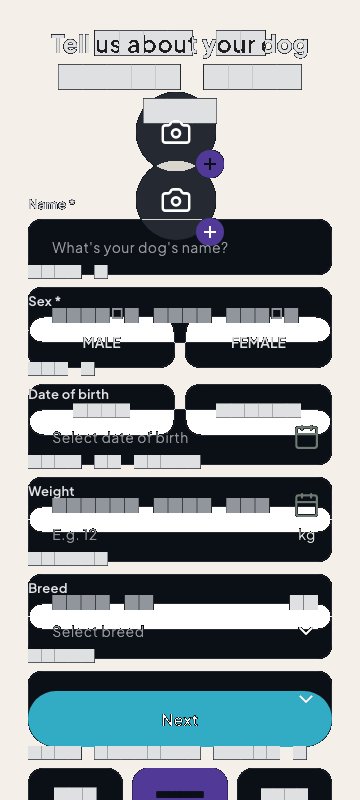 Tell us about your dog
Name *
What's your dog's name?
Sex *
MALE FEMALE
Date of birth
Select date of birth
Weight
E.g. 12 kg
Breed
Select breed
Next